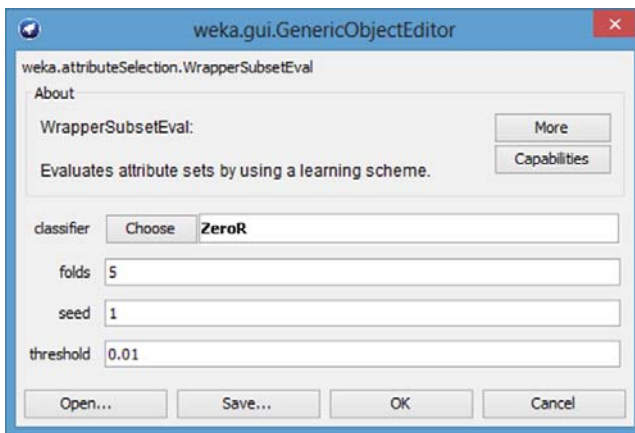 weka.gui.GenericObjectEditor
weka.attributeSelection.WrapperSubsetEval
About
WrapperSubsetEval:
More
Capabilities
Evaluates attribute sets by using a learning scheme.
classifier Choose ZeroR
folds 5
seed 1
threshold 0.01
Open... Save... OK Cancel